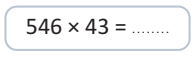 546 × 43 = ........